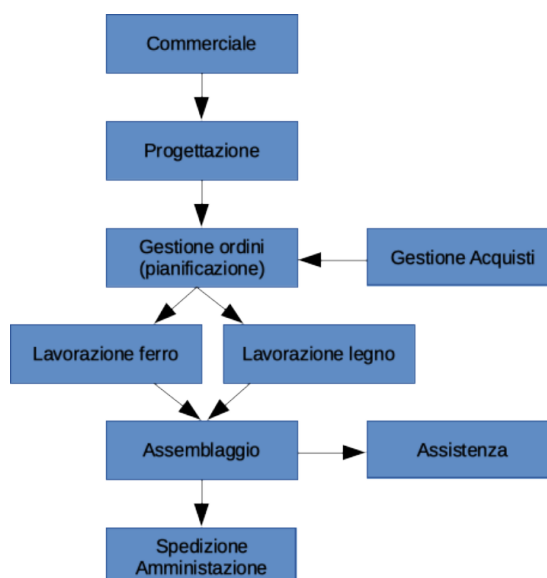 Commerciale
Progettazione
Gestione ordini
(pianificazione)
Gestione Acquisti
Lavorazione ferro
Lavorazione legno
Assemblaggio
Assistenza
Spedizione
Amministazione